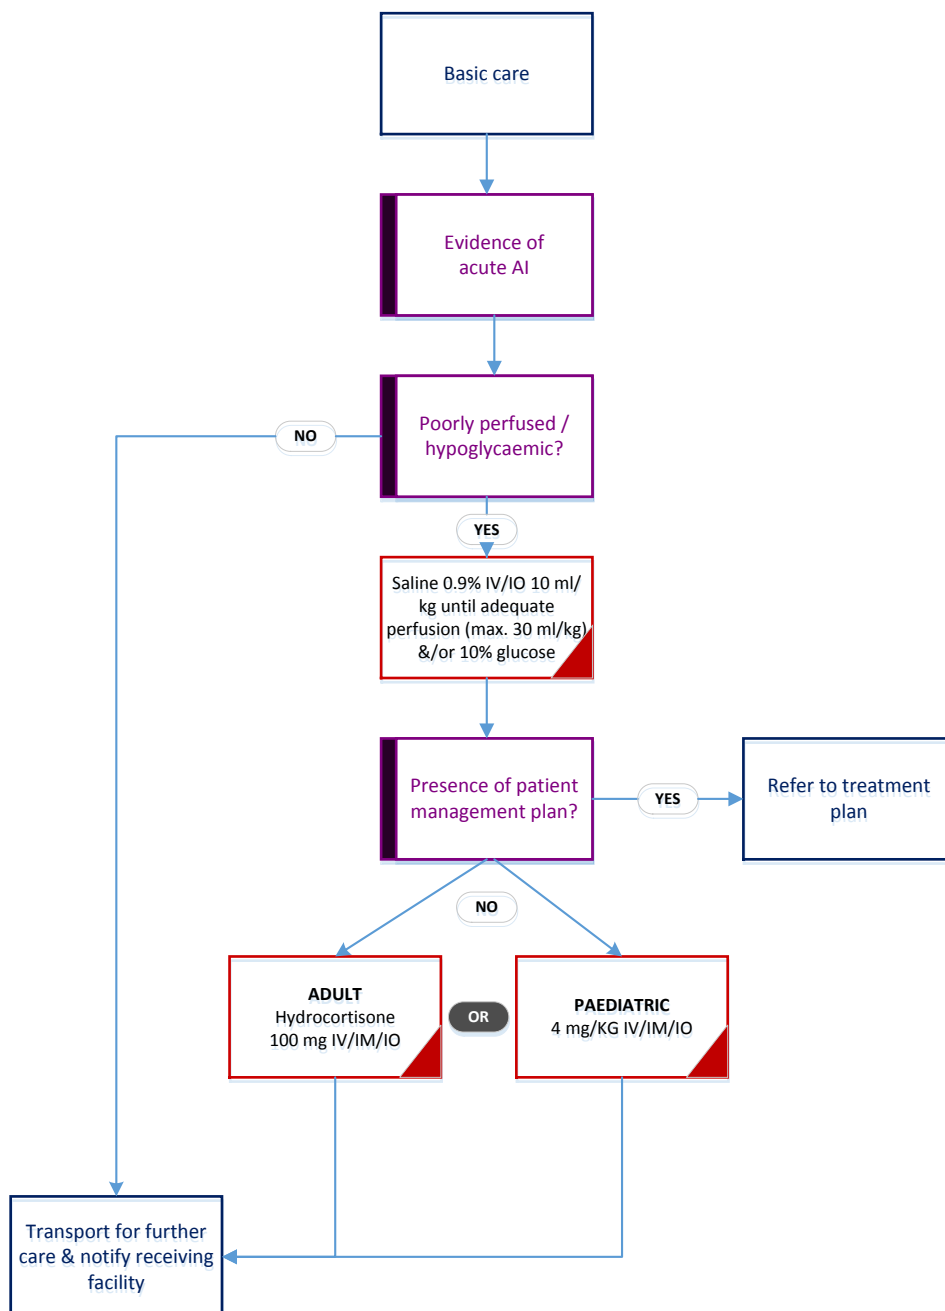 Basic care
Evidence of
acute AI
Poorly perfused /
hypoglycaemic?
NO
YES
Saline 0.9% IV/IO 10 ml/
kg until adequate
perfusion (max. 30 ml/kg)
&/or 10% glucose
Presence of patient
management plan?
YES
Refer to treatment
plan
NO
ADULT
Hydrocortisone
100 mg IV/IM/IO
OR
PAEDIATRIC
4 mg/KG IV/IM/IO
Transport for further
care & notify receiving
facility